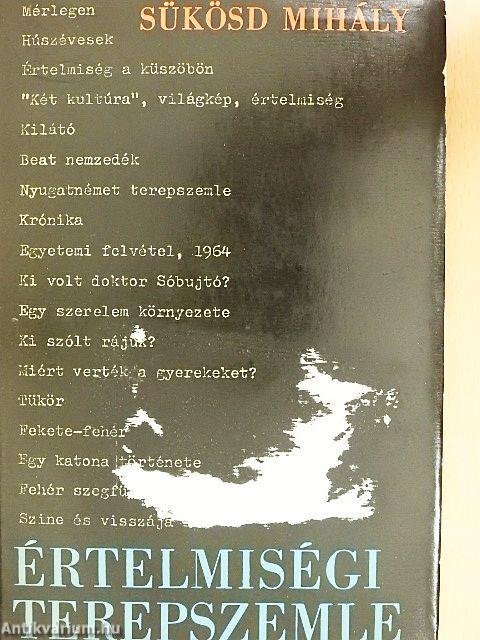 Mérlegen
SÜKÖSD MIHÁLY
Húszévesek
Értelmiség a küszöbön
"Két kultúra", világkép, értelmiség
Kilátó
Beat nemzedék
Nyugatnémet terepszemle
Krónika
Egyetemi felvétel, 1964
Ki volt doktor Sóbujtó?
Egy szerelem környezete
Ki szólt rájuk?
Miért verték a gyerekeket?
Tükör
Fekete-fehér
Egy katona története
Fehér szegfű
Szine és visszája
ÉRTELMISÉGI
TEREPSZEMLE
Antikvarium.hu